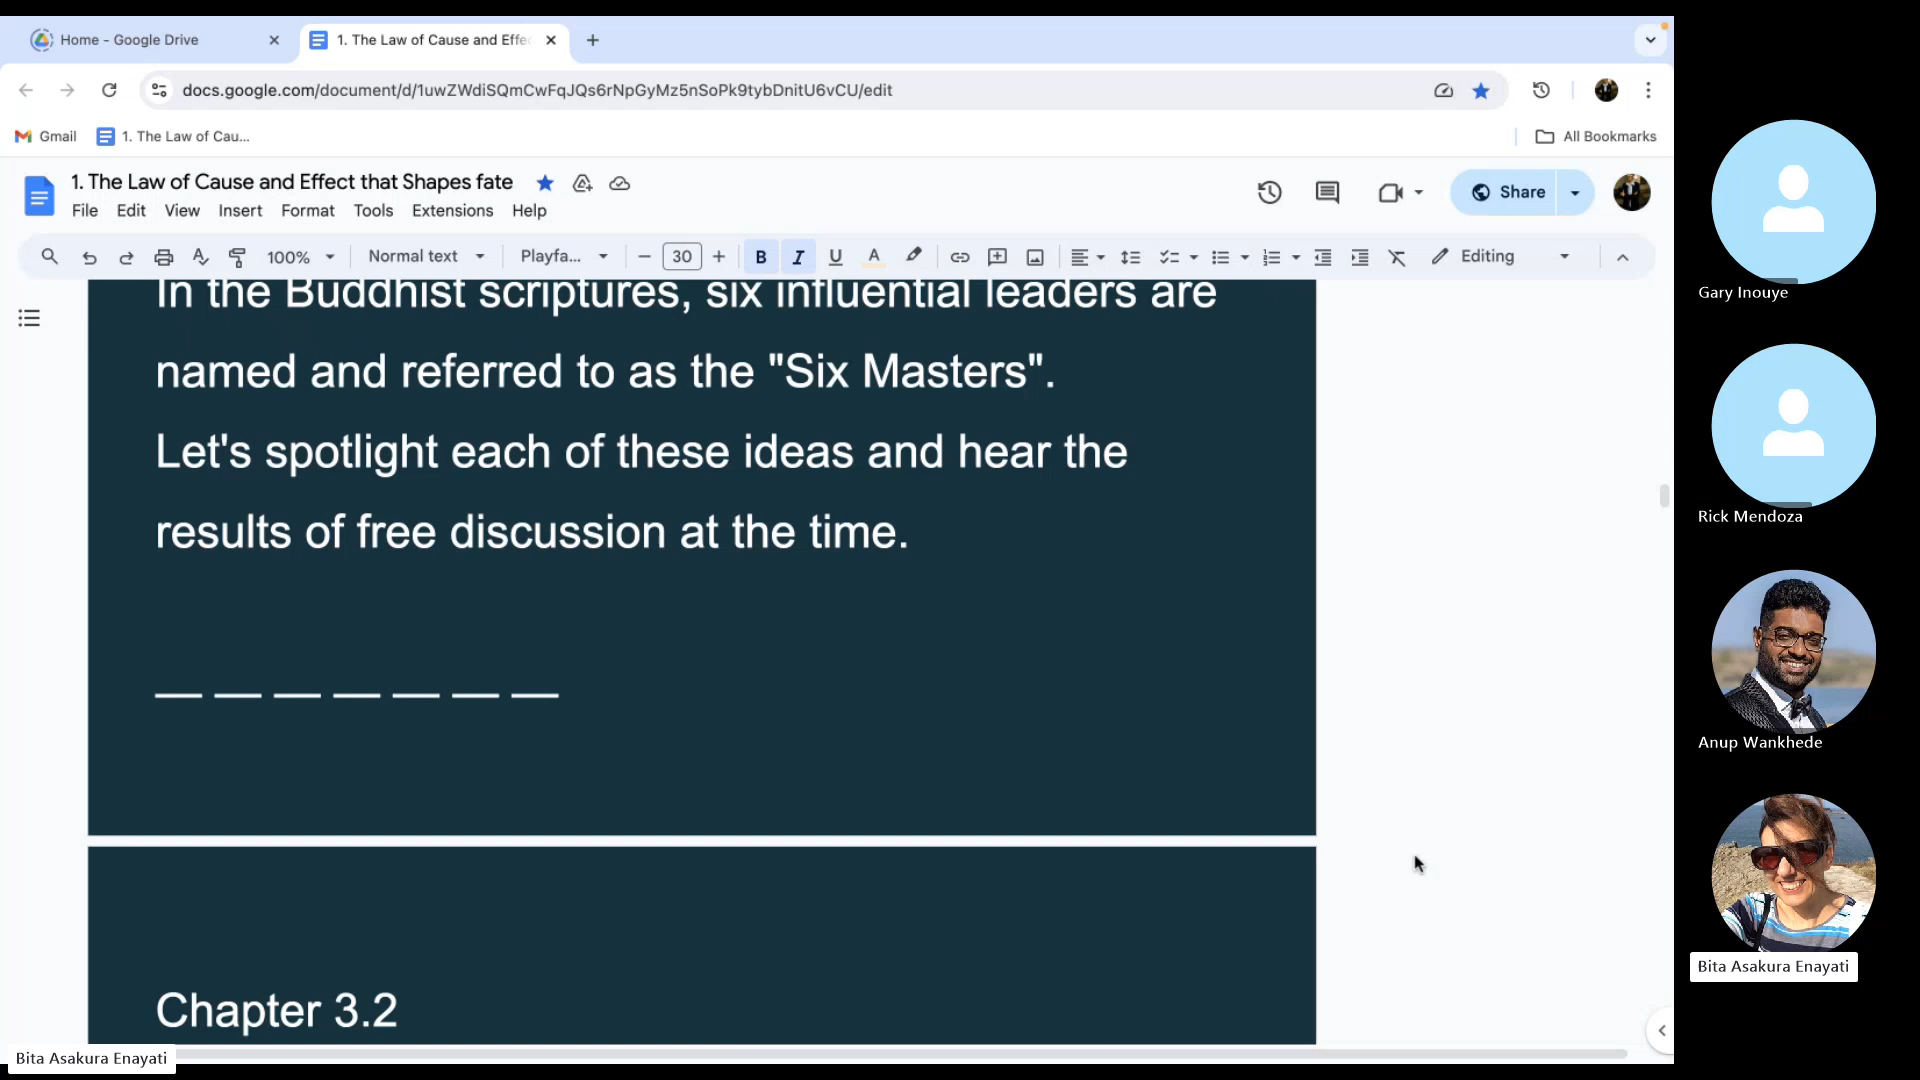 Home - Google Drive
1. The Law of Cause and Effe
docs.google.com/document/d/1uwZWdiSQmCwFqJQs6rNpGyMz5nSoPk9tybDnitU6vCU/edit
Gmail
1. The Law of Cau...
All Bookmarks
1. The Law of Cause and Effect that Shapes fate
Share
File Edit View Insert Format Tools Extensions Help
100% Normal text Playfa... 30 B I U A Editing
In the Buddhist scriptures, six influential leaders are
named and referred to as the "Six Masters".
Let's spotlight each of these ideas and hear the
results of free discussion at the time.
— — — — — — —
Chapter 3.2
Bita Asakura Enayati
Gary Inouye
Rick Mendoza
Anup Wankhede
Bita Asakura Enayati